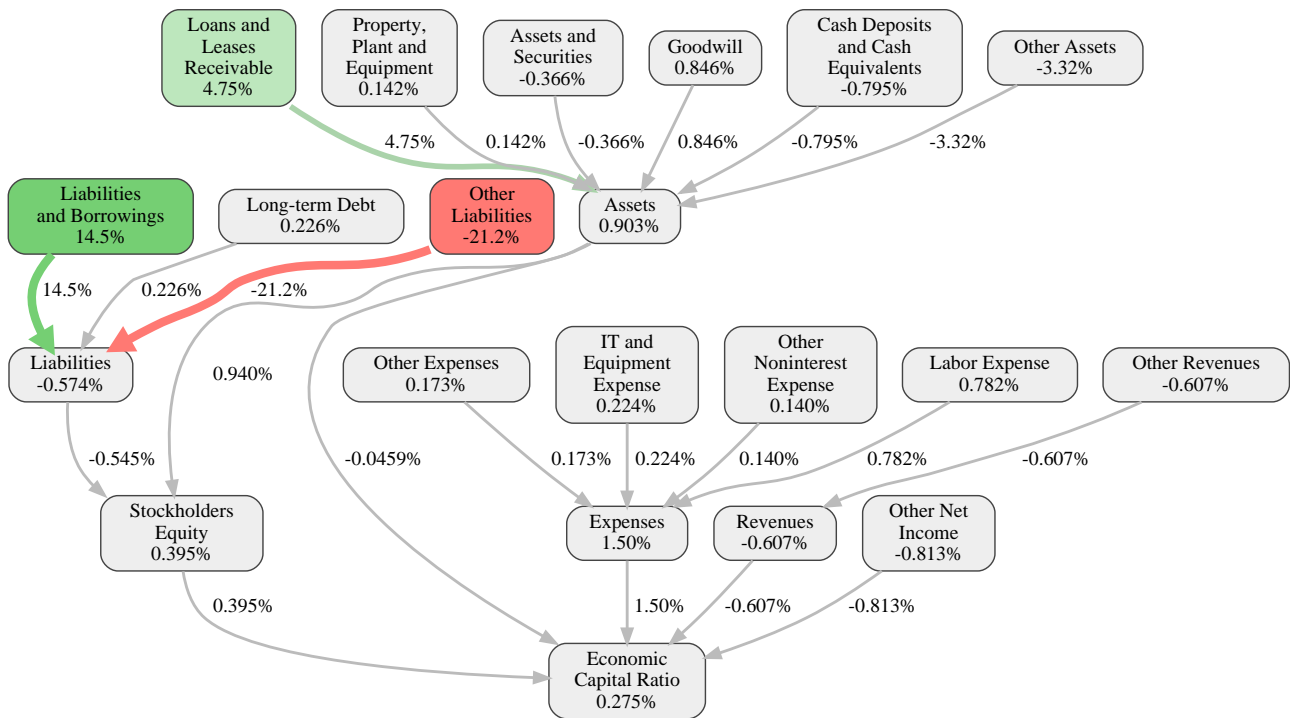 Loans and
Leases
Receivable
4.75%
Property,
Plant and
Equipment
0.142%
Assets and
Securities
-0.366%
Goodwill
0.846%
Cash Deposits
and Cash
Equivalents
-0.795%
Other Assets
-3.32%
4.75%
0.142%
-0.366%
0.846%
-0.795%
-3.32%
Liabilities
and Borrowings
14.5%
Long-term Debt
0.226%
Other
Liabilities
-21.2%
Assets
0.903%
14.5%
0.226%
-21.2%
Liabilities
-0.574%
0.940%
Other Expenses
0.173%
IT and
Equipment
Expense
0.224%
Other
Noninterest
Expense
0.140%
Labor Expense
0.782%
Other Revenues
-0.607%
-0.545%
-0.0459%
0.173%
0.224%
0.140%
0.782%
-0.607%
Stockholders
Equity
0.395%
Expenses
1.50%
Revenues
-0.607%
Other Net
Income
-0.813%
0.395%
1.50%
-0.607%
-0.813%
Economic
Capital Ratio
0.275%